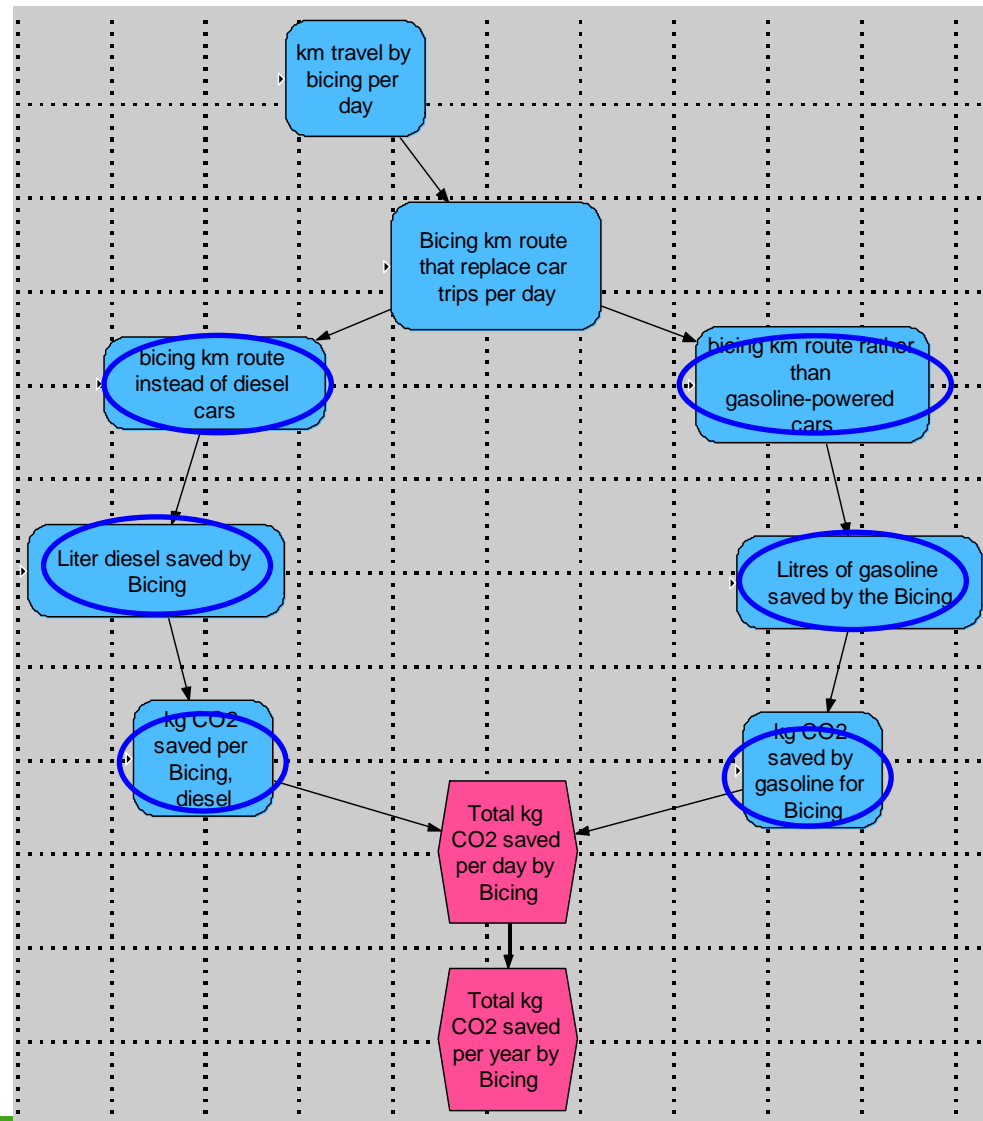 km travel by
bicing per
day
Bicing km route
that replace car
trips per day
bicing km route
instead of diesel
cars
bicing km route rather
than
gasoline-powered
cars
Liter diesel saved by
Bicing
Litres of gasoline
saved by the Bicing
kg CO2
saved per
Bicing,
diesel
kg CO2
saved by
gasoline for
Bicing
Total kg
CO2 saved
per day by
Bicing
Total kg
CO2 saved
per year by
Bicing